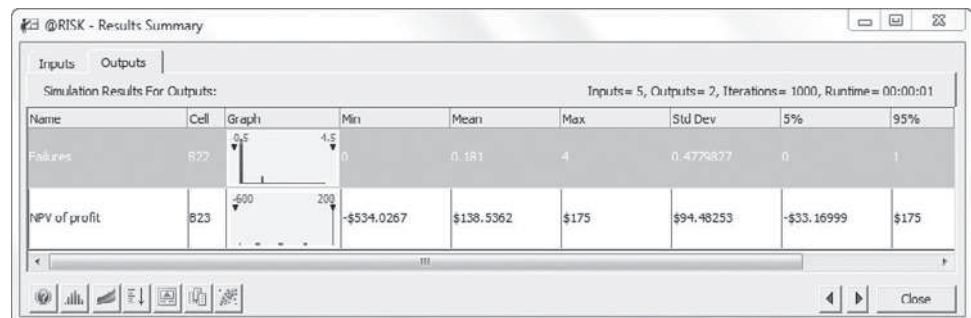 @RISK - Results Summary
Inputs Outputs
Simulation Results For Outputs: Inputs= 5, Outputs= 2, Iterations= 1000, Runtime= 00:00:01
Name Cell Graph Min Mean Max Std Dev 5% 95%
-0.5 4.5
Failures B22 0 0.181 4 0.4779827 0 1
-600 200
NPV of profit B23 -$534.0267 $138.5362 $175 $94.48253 -$33.16999 $175
Close